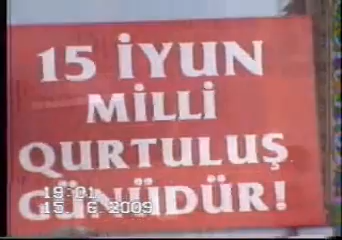 15 İYUN
MİLLİ
QURTULUŞ
GÜNÜDÜR!
19:01
15. 6.2009